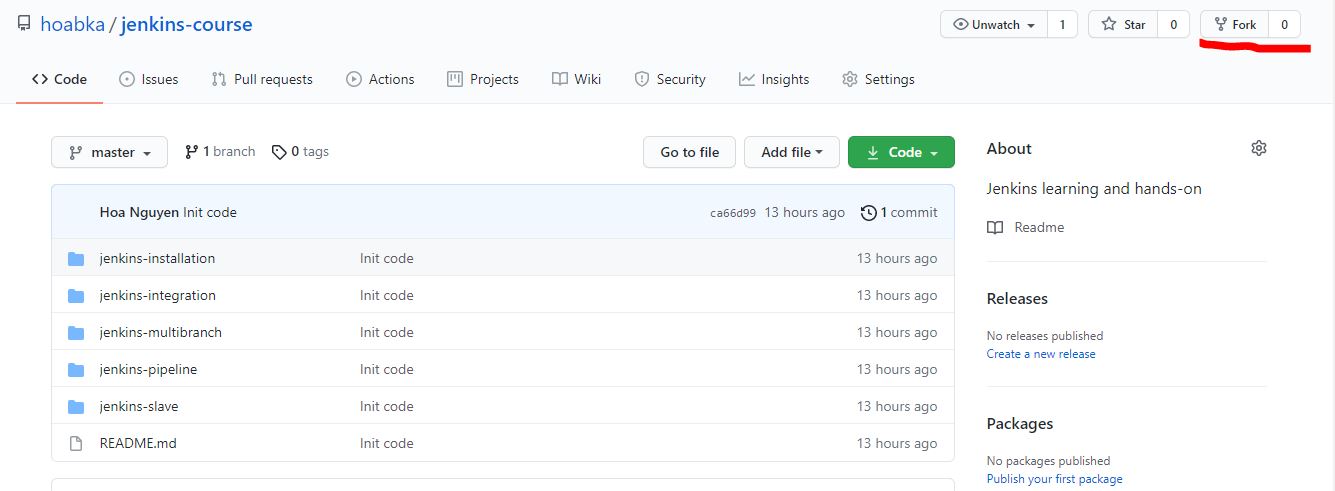 hoabka / jenkins-course
Unwatch 1 Star 0 Fork 0
Code Issues Pull requests Actions Projects Wiki Security Insights Settings
master 1 branch 0 tags Go to file Add file Code
Hoa Nguyen Init code ca66d99 13 hours ago 1 commit
jenkins-installation Init code 13 hours ago
jenkins-integration Init code 13 hours ago
jenkins-multibranch Init code 13 hours ago
jenkins-pipeline Init code 13 hours ago
jenkins-slave Init code 13 hours ago
README.md Init code 13 hours ago
About
Jenkins learning and hands-on
Readme
Releases
No releases published
Create a new release
Packages
No packages published
Publish your first package